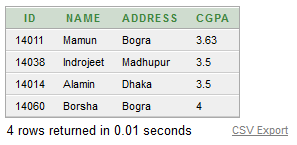 ID NAME ADDRESS CGPA
14011 Mamun Bogra 3.63
14038 Indrojeet Madhupur 3.5
14014 Alamin Dhaka 3.5
14060 Borsha Bogra 4
4 rows returned in 0.01 seconds CSV Export